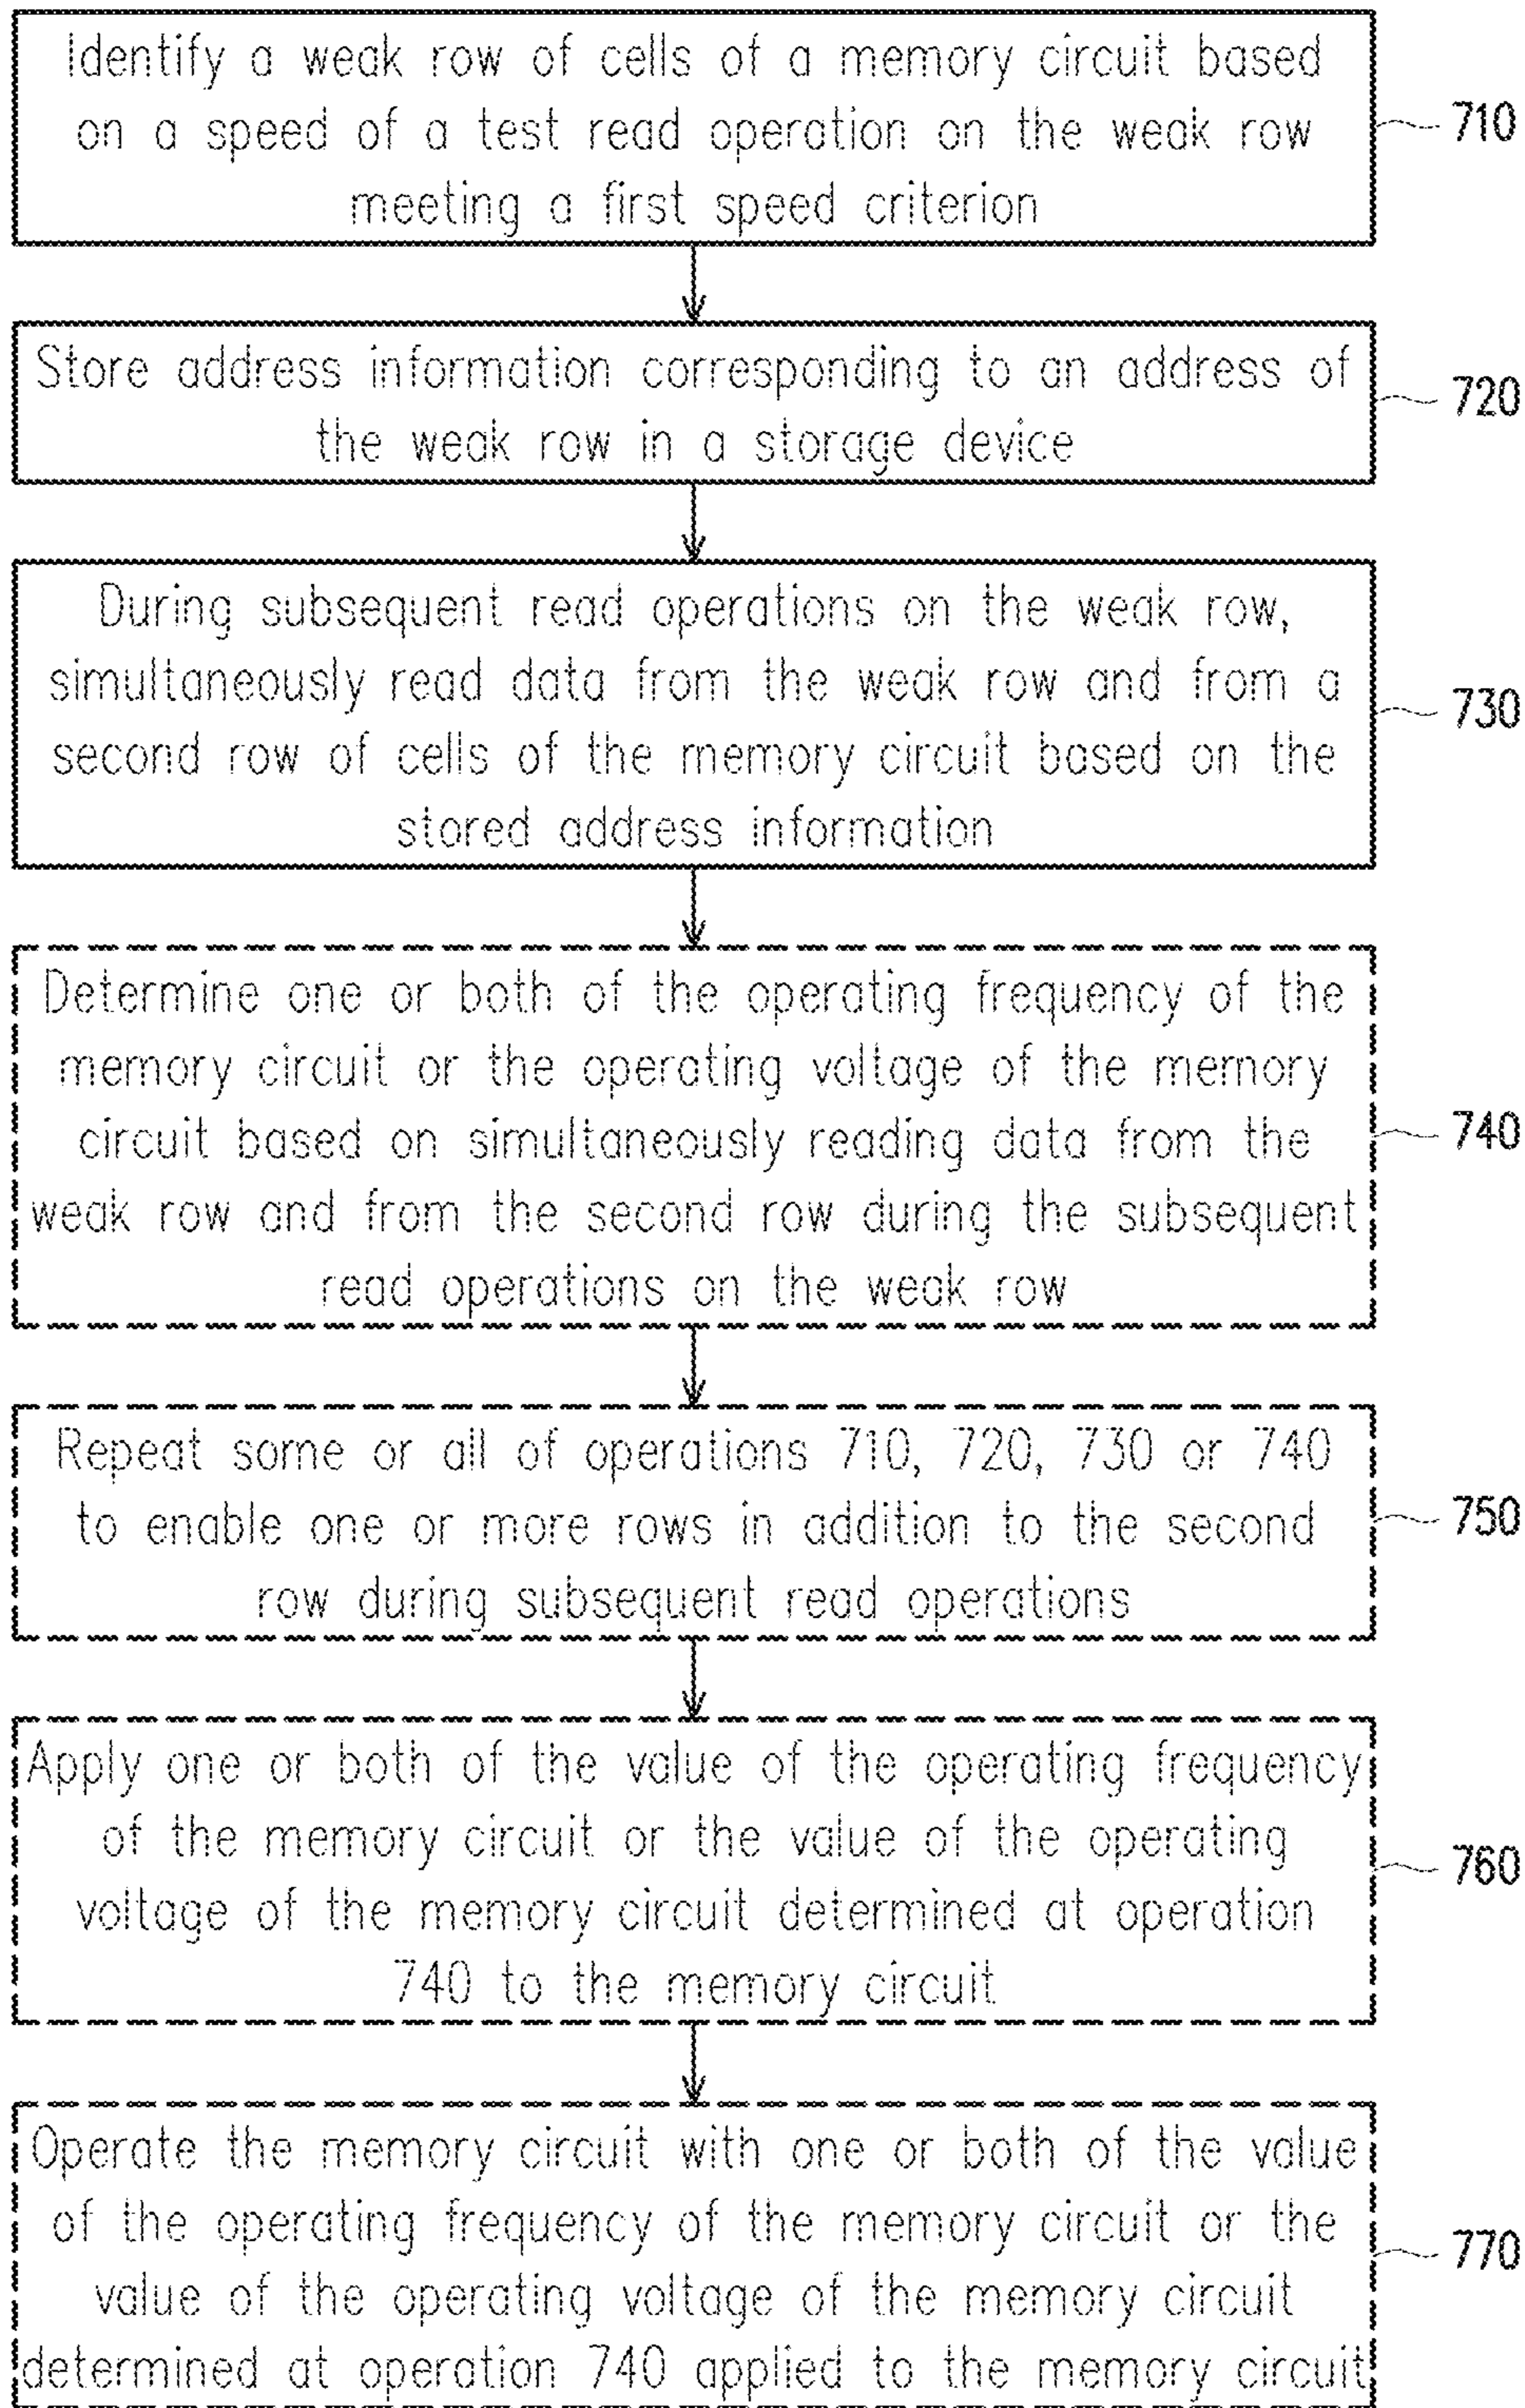 Identify a weak row of cells of a memory circuit based
on a speed of a test read operation on the weak row
meeting a first speed criterion
710
Store address information corresponding to an address of
the weak row in a storage device
720
During subsequent read operations on the weak row,
simultaneously read data from the weak row and from a
second row of cells of the memory circuit based on the
stored address information
730
Determine one or both of the operating frequency of the
memory circuit or the operating voltage of the memory
circuit based on simultaneously reading data from the
weak row and from the second row during the subsequent
read operations on the weak row
740
Repeat some or all of operations 710, 720, 730 or 740
to enable one or more rows in addition to the second
row during subsequent read operations
750
Apply one or both of the value of the operating frequency
of the memory circuit or the value of the operating
voltage of the memory circuit determined at operation
740 to the memory circuit
760
Operate the memory circuit with one or both of the value
of the operating frequency of the memory circuit or the
value of the operating voltage of the memory circuit
determined at operation 740 applied to the memory circuit
770